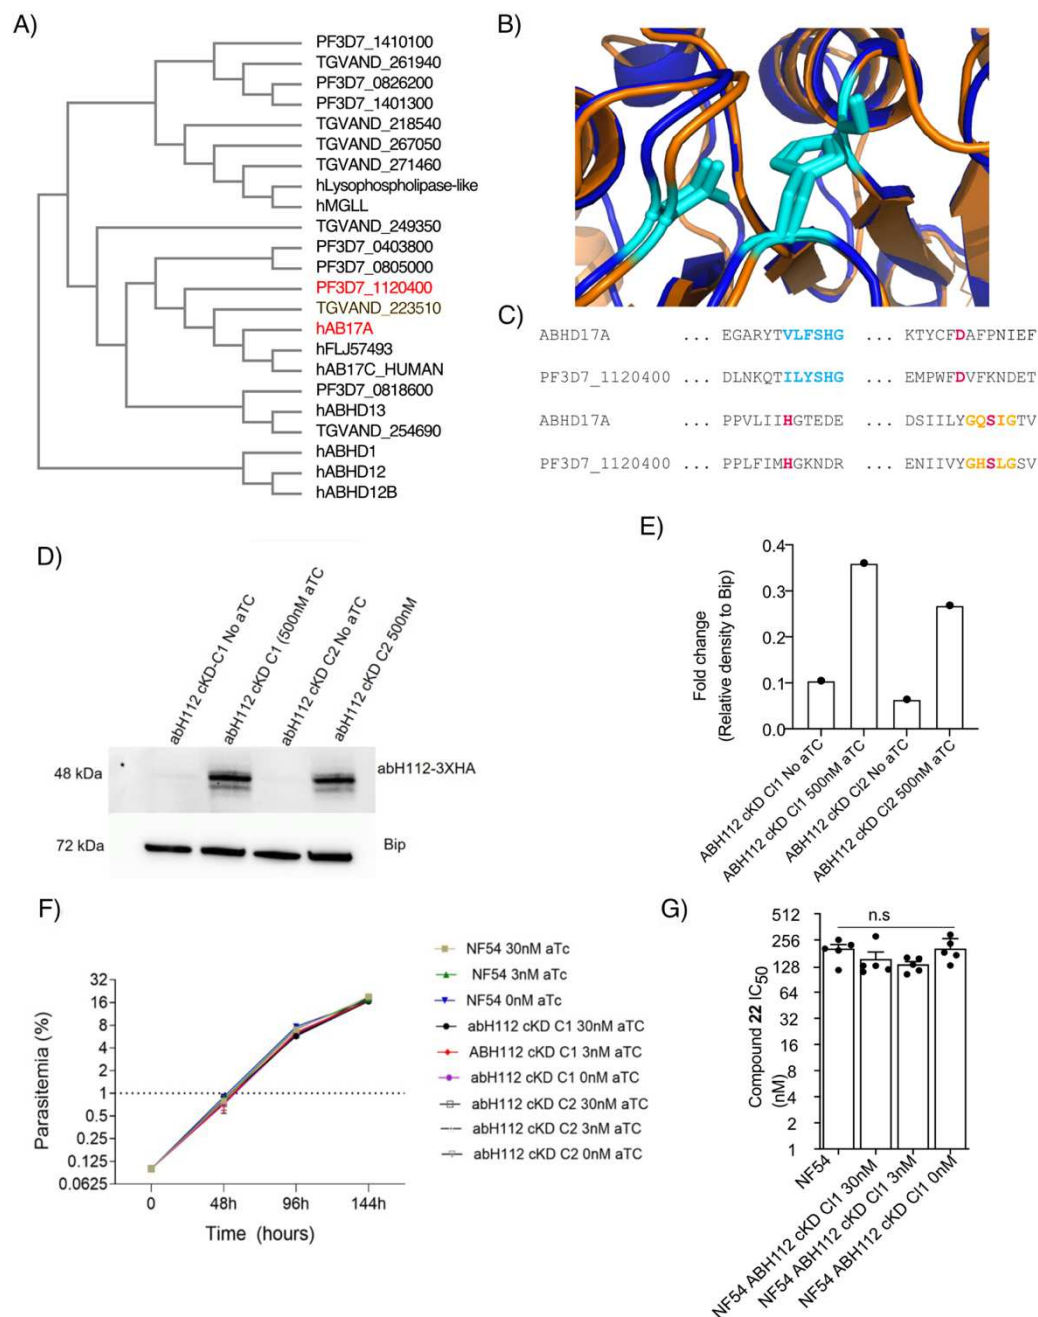 A)
PF3D7_1410100
TGVAND_261940
PF3D7_0826200
PF3D7_1401300
TGVAND_218540
TGVAND_267050
TGVAND_271460
hLysophospholipase-like
hMGLL
TGVAND_249350
PF3D7_0403800
PF3D7_0805000
PF3D7_1120400
TGVAND_223510
hAB17A
hFLJ57493
hAB17C_HUMAN
PF3D7_0818600
hABHD13
TGVAND_254690
hABHD1
hABHD12
hABHD12B
B)
C)
ABHD17A ... EGARYTVLFSHG ... KTYCFDAFPNIEF
PF3D7_1120400 ... DLNKQTILYSHG ... EMPWFDVFKNDET
ABHD17A ... PPVLIIHGTEDE ... DSIILYGQSIGTV
PF3D7_1120400 ... PPLFIMHGKNDR ... ENIIVYGHSLGSV
D)
abH112 cKD-C1 No aTC
abH112 cKD C1 (500nM aTC
abH112 cKD C2 No aTC
abH112 cKD C2 500nM
*
48 kDa
abH112-3XHA
72 kDa
Bip
E)
Fold change
(Relative density to Bip)
0.4
0.3
0.2
0.1
0.0
ABH112 cKD Cl1 No aTC
ABH112 cKD Cl1 500nM aTC
ABH112 cKD Cl2 No aTC
ABH112 cKD Cl2 500nM aTC
F)
Parasitemia (%)
32
16
8
4
2
1
0.5
0.25
0.125
0.0625
0
48h
96h
144h
Time (hours)
NF54 30nM aTc
NF54 3nM aTc
NF54 0nM aTc
abH112 cKD C1 30nM aTC
ABH112 cKD C1 3nM aTC
abH112 cKD C1 0nM aTC
abH112 cKD C2 30nM aTC
abH112 cKD C2 3nM aTC
abH112 cKD C2 0nM aTC
G)
Compound 22 IC50
(nM)
512
256
128
64
32
16
8
4
2
1
n.s
NF54
NF54 ABH112 cKD Cl1 30nM
NF54 ABH112 cKD Cl1 3nM
NF54 ABH112 cKD Cl1 0nM